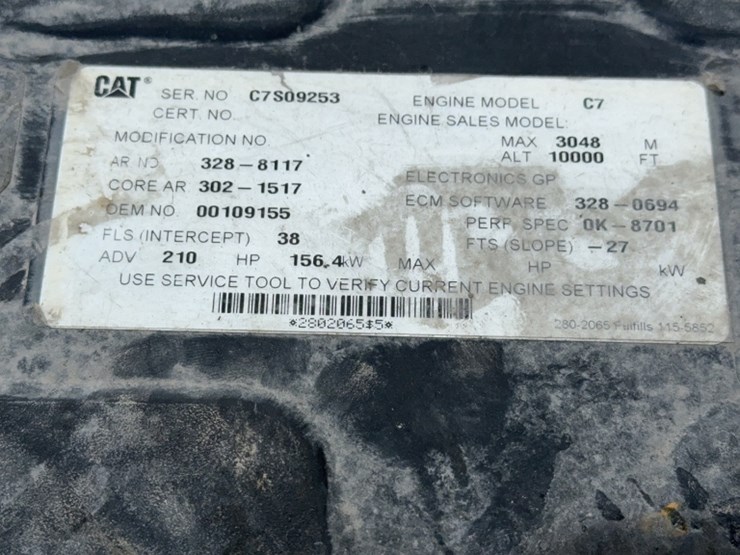 CAT®
SER. NO C7S09253 ENGINE MODEL C7
CERT. NO. ENGINE SALES MODEL:
MODIFICATION NO MAX 3048 M
AR NO 328-8117 ALT 10000 FT
CORE AR 302-1517 ELECTRONICS GP
OEM NO 00109155 ECM SOFTWARE 328-0694
FLS (INTERCEPT) 38 PERF SPEC 0K-8701
FTS (SLOPE) -27
ADV 210 HP 156.4 kW MAX HP kW
USE SERVICE TOOL TO VERIFY CURRENT ENGINE SETTINGS
*2802065$5*
280-2065 Fulfills 115-5852